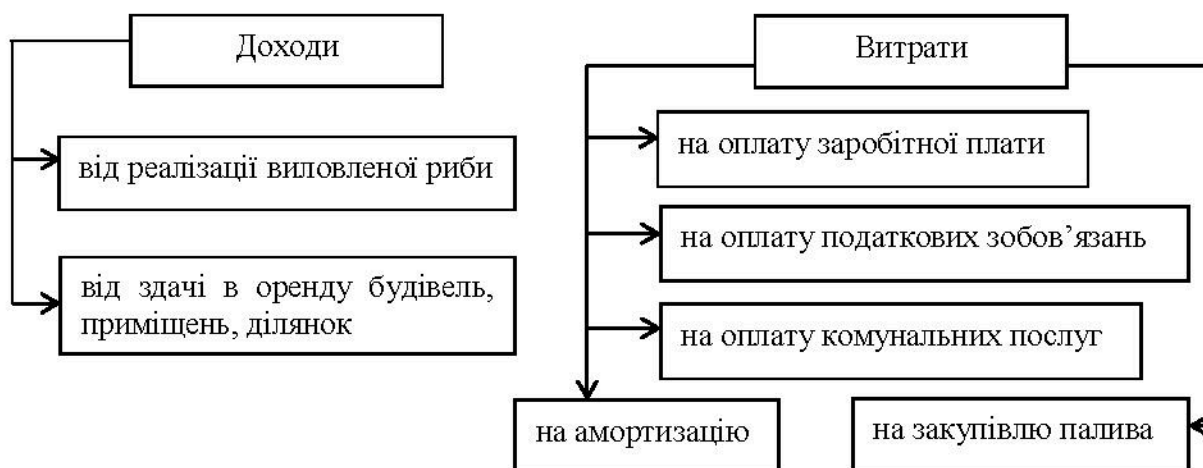 Доходи
від реалізації виловленої риби
від здачі в оренду будівель,
приміщень, ділянок
Витрати
на оплату заробітної плати
на оплату податкових зобов’язань
на оплату комунальних послуг
на амортизацію
на закупівлю палива